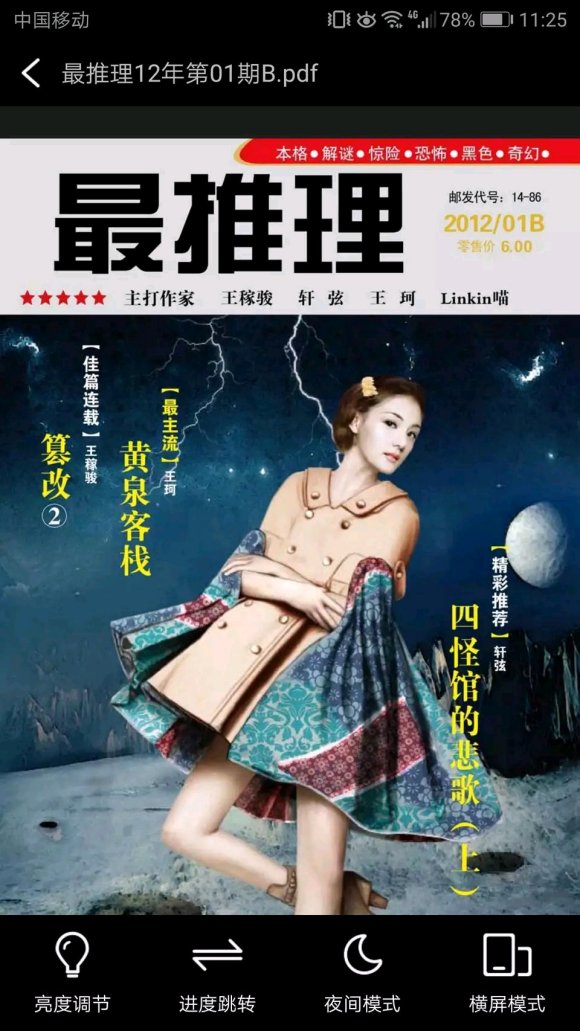 中国移动
4G 78% 11:25
最推理12年第01期B.pdf
本格●解谜●惊险●恐怖●黑色●奇幻●
最推理
邮发代号：14-86
2012/01B
零售价 6.00
★★★★★ 主打作家 王稼骏 轩弦 王珂 Linkin喵
【佳篇连载】王稼骏
篡改②
【最主流】王珂
黄泉客栈
【精彩推荐】轩弦
四怪馆的悲歌（上）
亮度调节
进度跳转
夜间模式
横屏模式